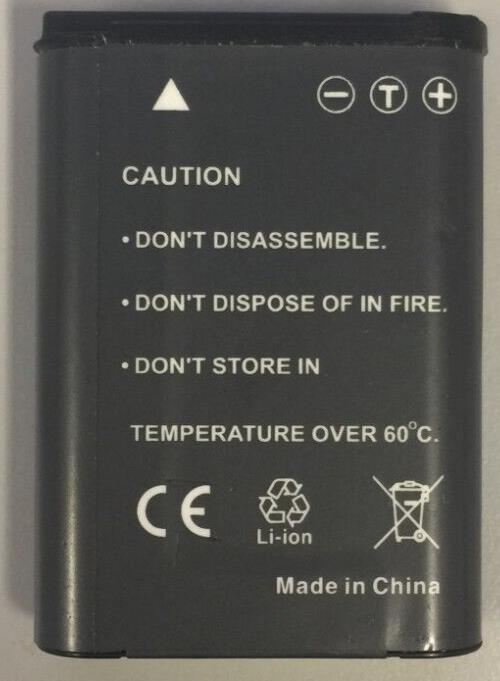 − T +
CAUTION
• DON'T DISASSEMBLE.
• DON'T DISPOSE OF IN FIRE.
• DON'T STORE IN
TEMPERATURE OVER 60°C.
CE
Li-ion
Made in China